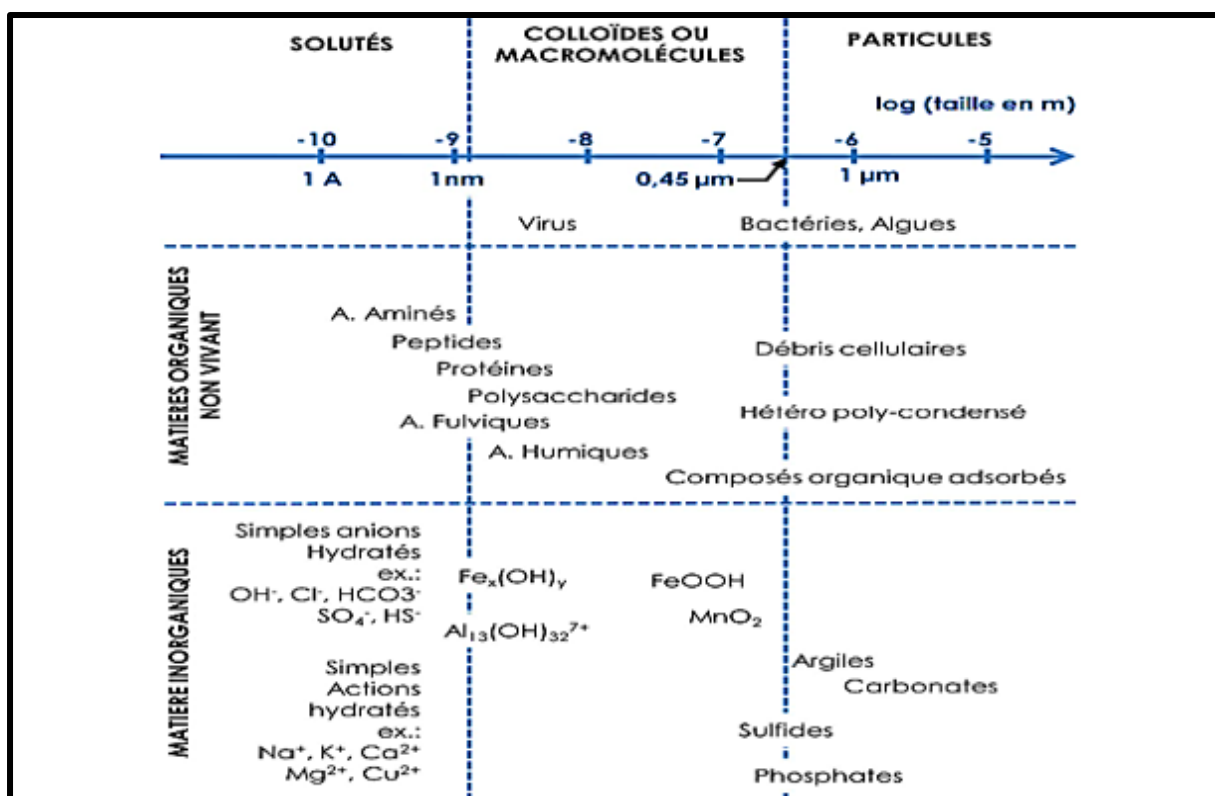 SOLUTÉS
COLLOÏDES OU
MACROMOLÉCULES
PARTICULES
log (taille en m)
-10 -9 -8 -7 -6 -5
1 A 1nm 0,45 µm 1 µm
Virus Bactéries, Algues
MATIERES ORGANIQUES
NON VIVANT
A. Aminés
Peptides
Protéines
Polysaccharides
A. Fulviques
A. Humiques
Débris cellulaires
Hétéro poly-condensé
Composés organique adsorbés
MATIERE INORGANIQUES
Simples anions
Hydratés
ex.:
OH-, Cl-, HCO3-
SO₄-, HS-
Simples
Actions
hydratés
ex.:
Na⁺, K⁺, Ca²⁺
Mg²⁺, Cu²⁺
Feₓ(OH)ᵧ
Al₁₃(OH)₃₂⁷⁺
FeOOH
MnO₂
Argiles
Carbonates
Sulfides
Phosphates